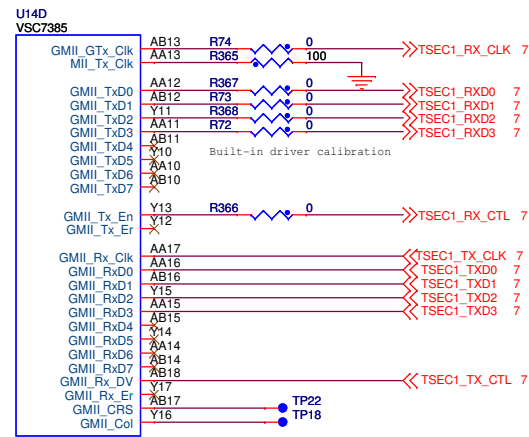 U14D
VSC7385
GMII_GTx_Clk AB13 R74 0 TSEC1_RX_CLK 7
MII_Tx_Clk AA13 R365 100
GMII_TxD0 AA12 R367 0 TSEC1_RXD0 7
GMII_TxD1 AB12 R73 0 TSEC1_RXD1 7
GMII_TxD2 Y11 R368 0 TSEC1_RXD2 7
GMII_TxD3 AA11 R72 0 TSEC1_RXD3 7
GMII_TxD4 AB11
GMII_TxD5 Y10
GMII_TxD6 AA10
GMII_TxD7 AB10
Built-in driver calibration
GMII_Tx_En Y13 R366 0 TSEC1_RX_CTL 7
GMII_Tx_Er Y12
GMII_Rx_Clk AA17 TSEC1_TX_CLK 7
GMII_RxD0 AA16 TSEC1_TXD0 7
GMII_RxD1 AB16 TSEC1_TXD1 7
GMII_RxD2 Y15 TSEC1_TXD2 7
GMII_RxD3 AA15 TSEC1_TXD3 7
GMII_RxD4 AB15
GMII_RxD5 Y14
GMII_RxD6 AA14
GMII_RxD7 AB14
GMII_Rx_DV AB18 TSEC1_TX_CTL 7
GMII_Rx_Er Y17
GMII_CRS AB17 TP22
GMII_Col Y16 TP18